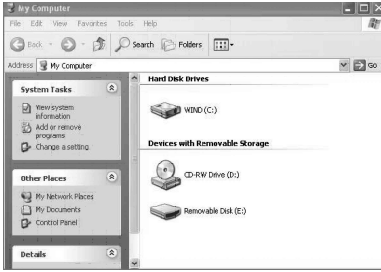 My Computer
File Edit View Favorites Tools Help
Back Search Folders
Address My Computer Go
System Tasks
View system
information
Add or remove
programs
Change a setting
Other Places
My Network Places
My Documents
Control Panel
Details
Hard Disk Drives
WIND (C:)
Devices with Removable Storage
CD-RW Drive (D:)
Removable Disk (E:)